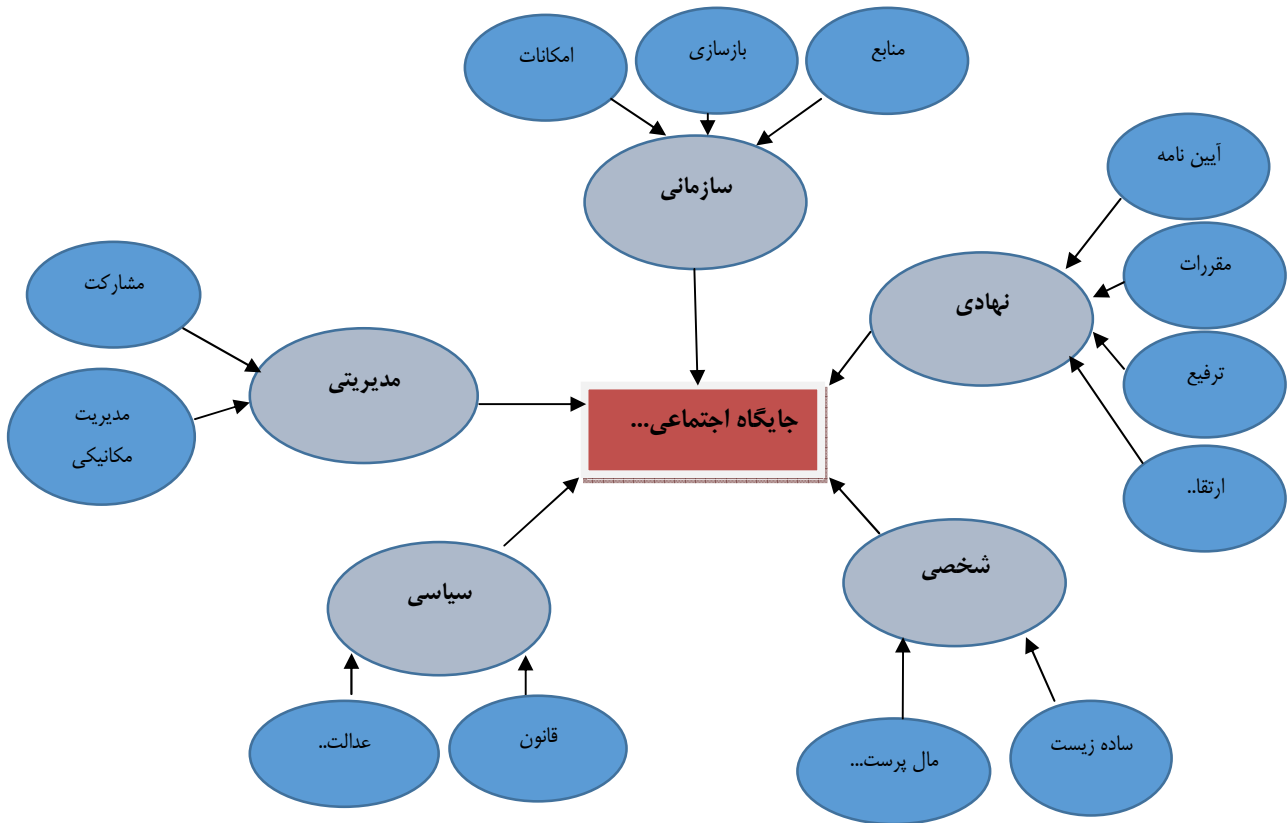 منابع
بازسازی
امکانات
سازمانی
آیین نامه
مقررات
نهادی
ترفیع
ارتقا..
مشارکت
مدیریتی
مدیریت
مکانیکی
جایگاه اجتماعی...
شخصی
ساده زیست
مال پرست...
سیاسی
قانون
عدالت..